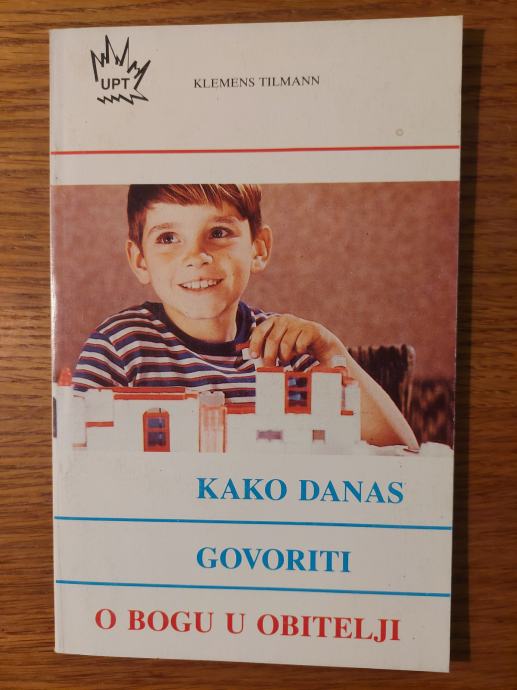 UPT
KLEMENS TILMANN
KAKO DANAS
GOVORITI
O BOGU U OBITELJI